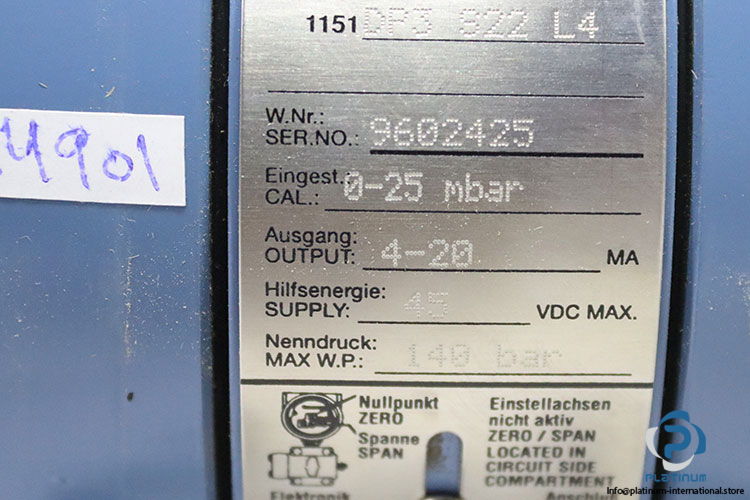 1151 DP3 S22 L4
W.Nr.:
SER.NO.: 9602425
Eingest.:
CAL.: 0-25 mbar
Ausgang:
OUTPUT: 4-20 MA
Hilfsenergie:
SUPPLY: 45 VDC MAX.
Nenndruck:
MAX W.P.: 140 bar
Nullpunkt
ZERO
Spanne
SPAN
Elektronik
Einstellachsen
nicht aktiv
ZERO / SPAN
LOCATED IN
CIRCUIT SIDE
COMPARTMENT
4901
PLATINUM
Info@platinum-international.store